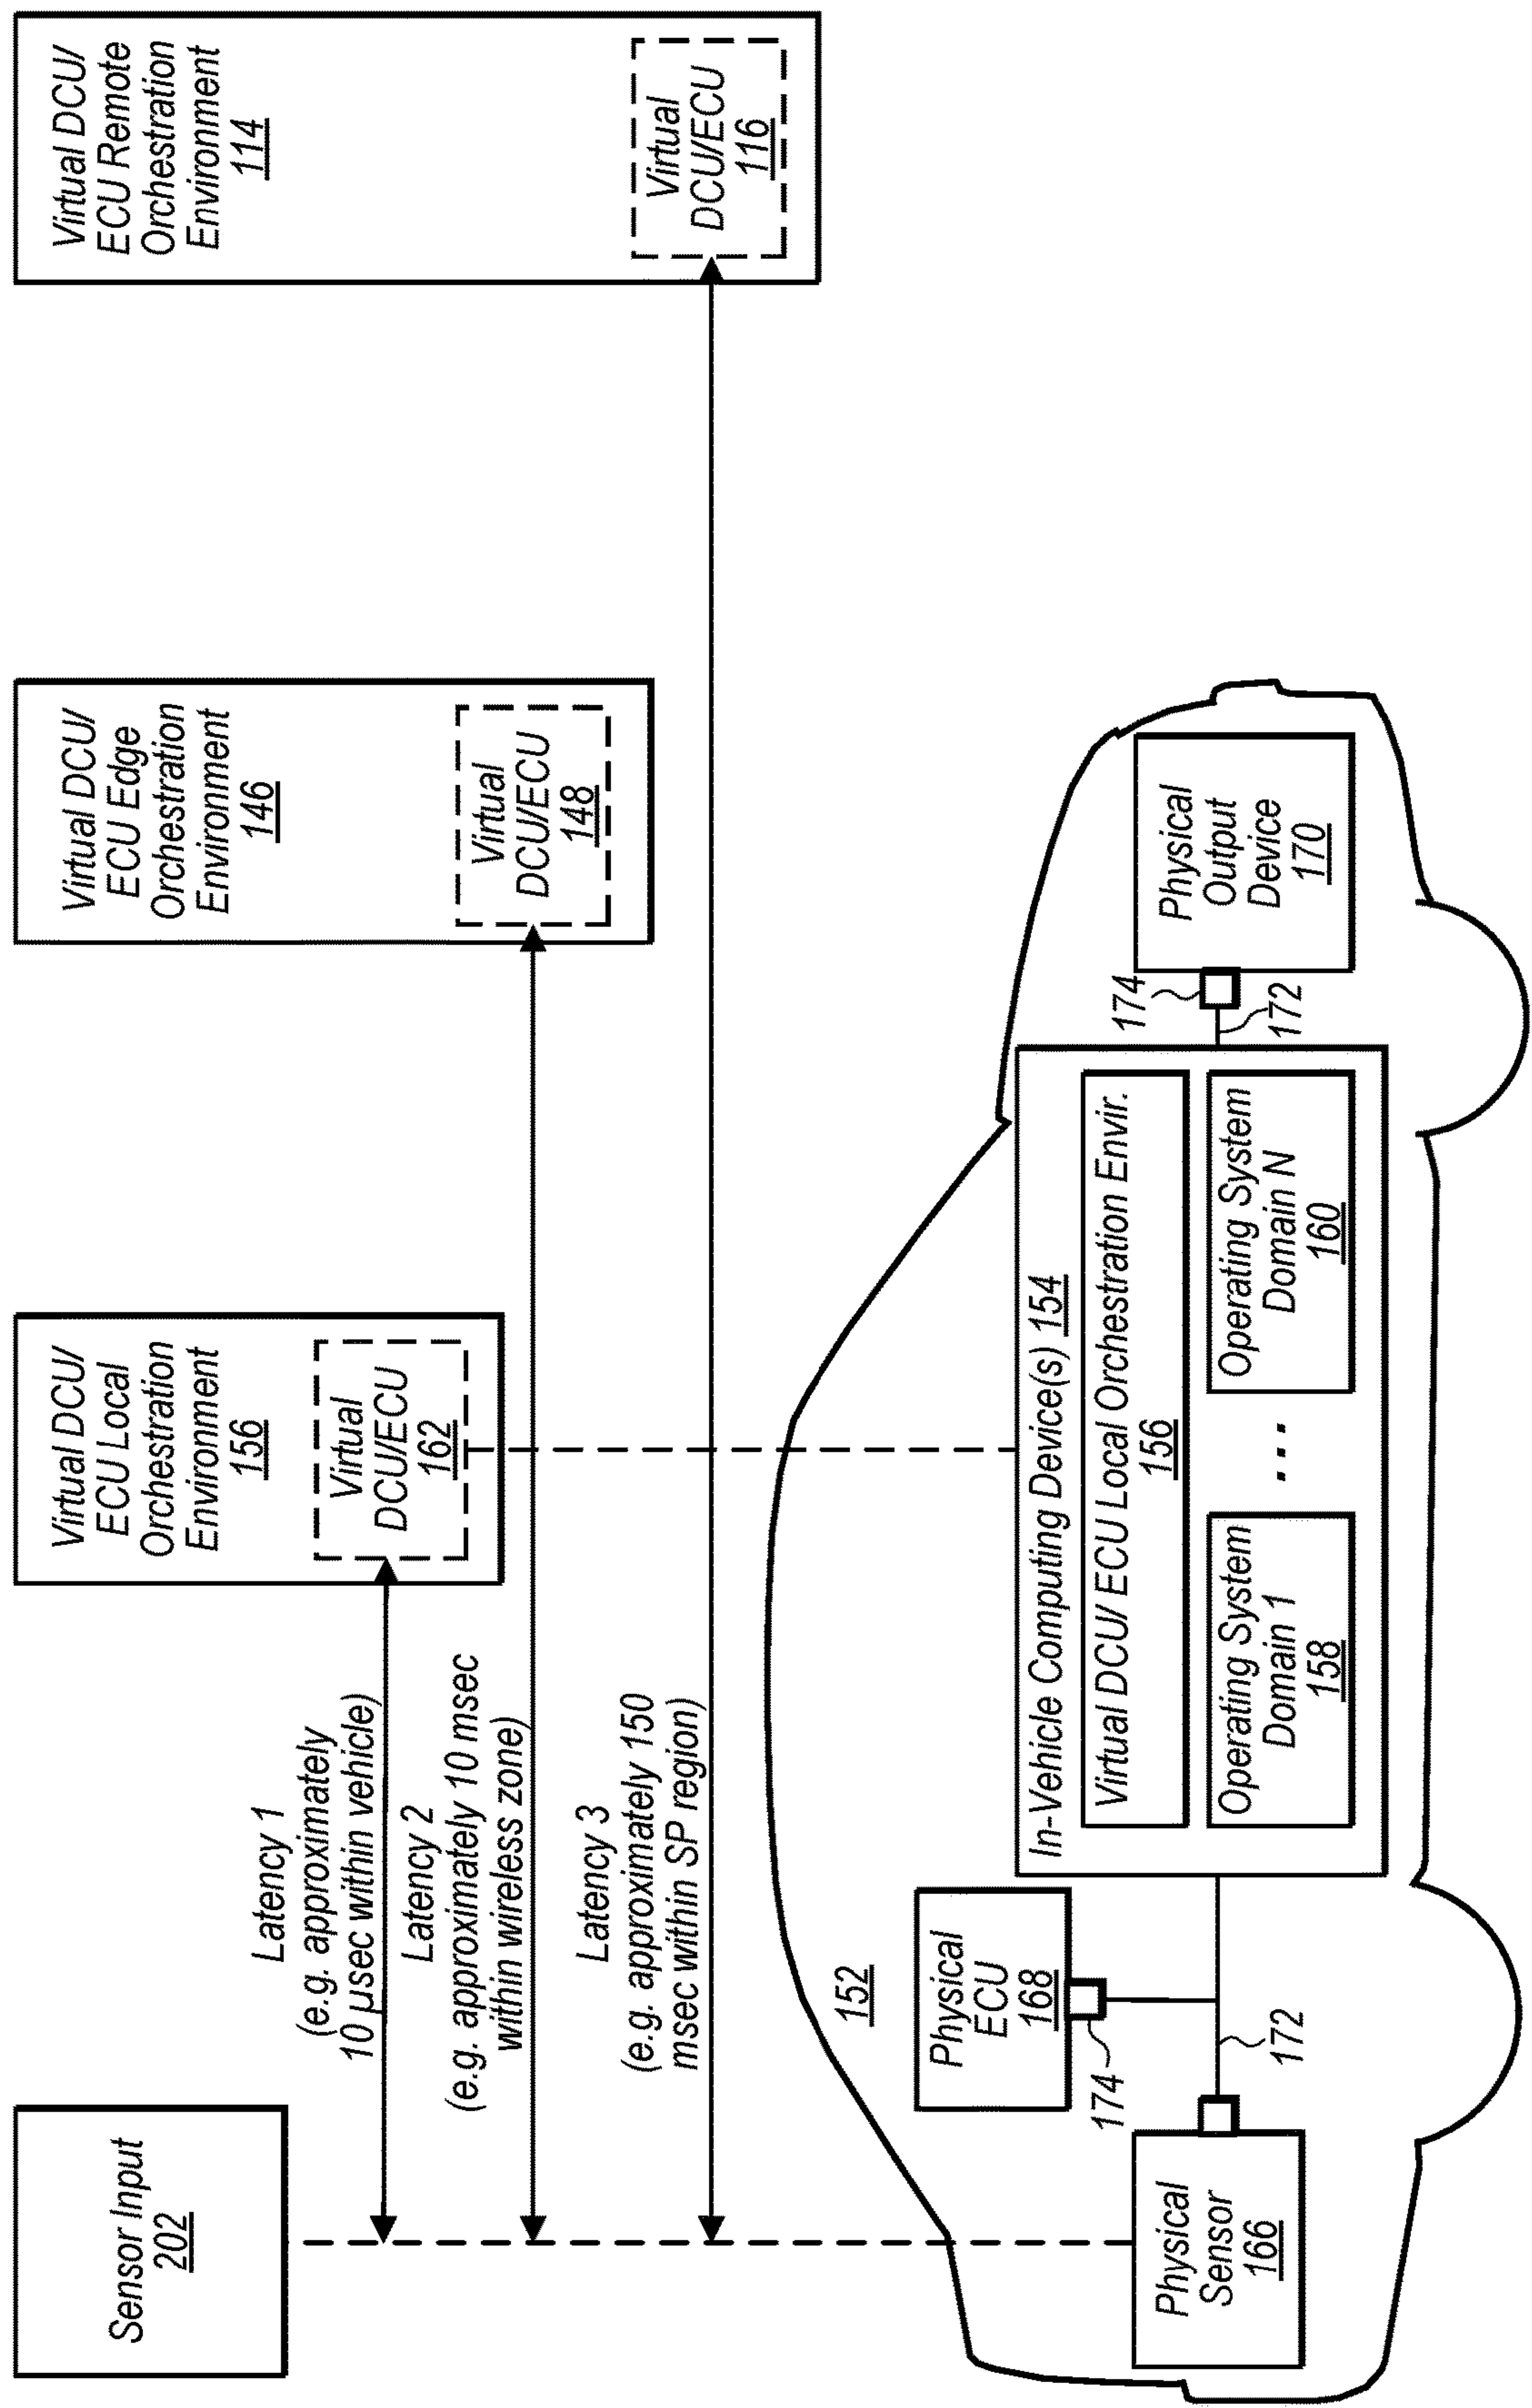 Sensor Input
202
Virtual DCU/
ECU Local
Orchestration
Environment
156
Virtual
DCU/ECU
162
Virtual DCU/
ECU Edge
Orchestration
Environment
146
Virtual
DCU/ECU
148
Virtual DCU/
ECU Remote
Orchestration
Environment
114
Virtual
DCU/ECU
116
Latency 1
(e.g. approximately
10 µsec within vehicle)
Latency 2
(e.g. approximately 10 msec
within wireless zone)
Latency 3
(e.g. approximately 150
msec within SP region)
152
Physical
ECU
168
174
Physical
Sensor
166
172
In-Vehicle Computing Device(s) 154
Virtual DCU/ ECU Local Orchestration Envir.
156
Operating System
Domain 1
158
...
Operating System
Domain N
160
174
172
Physical
Output
Device
170